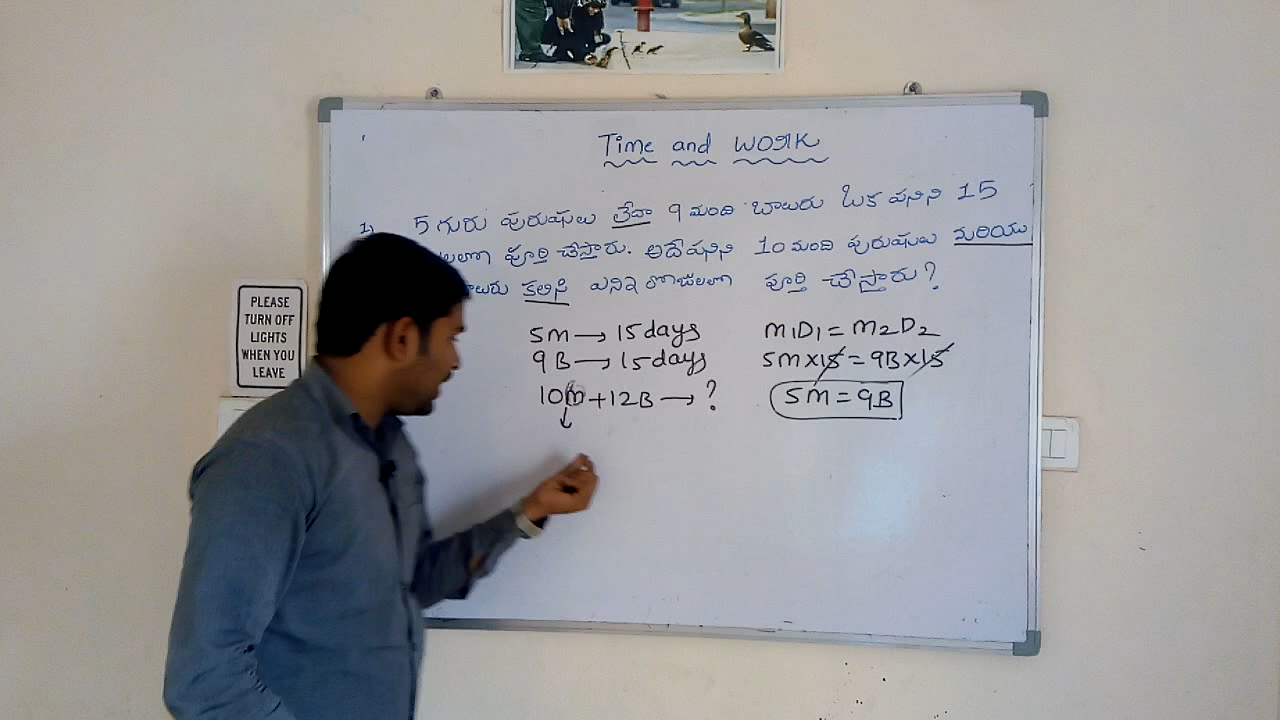 Time and WORK
1) 5 గురు పురుషులు లేదా 9 మంది బాలురు ఒక పనిని 15
పూర్తి చేస్తారు. అదే పనిని 10 మంది పురుషులు మరియు
కలిసి పనిని ఎన్ని రోజులలో పూర్తి చేస్తారు?
5M → 15 days
9B → 15 days
10M + 12B → ?
M1D1 = M2D2
5M×15 = 9B×15
5M = 9B
PLEASE
TURN OFF
LIGHTS
WHEN YOU
LEAVE